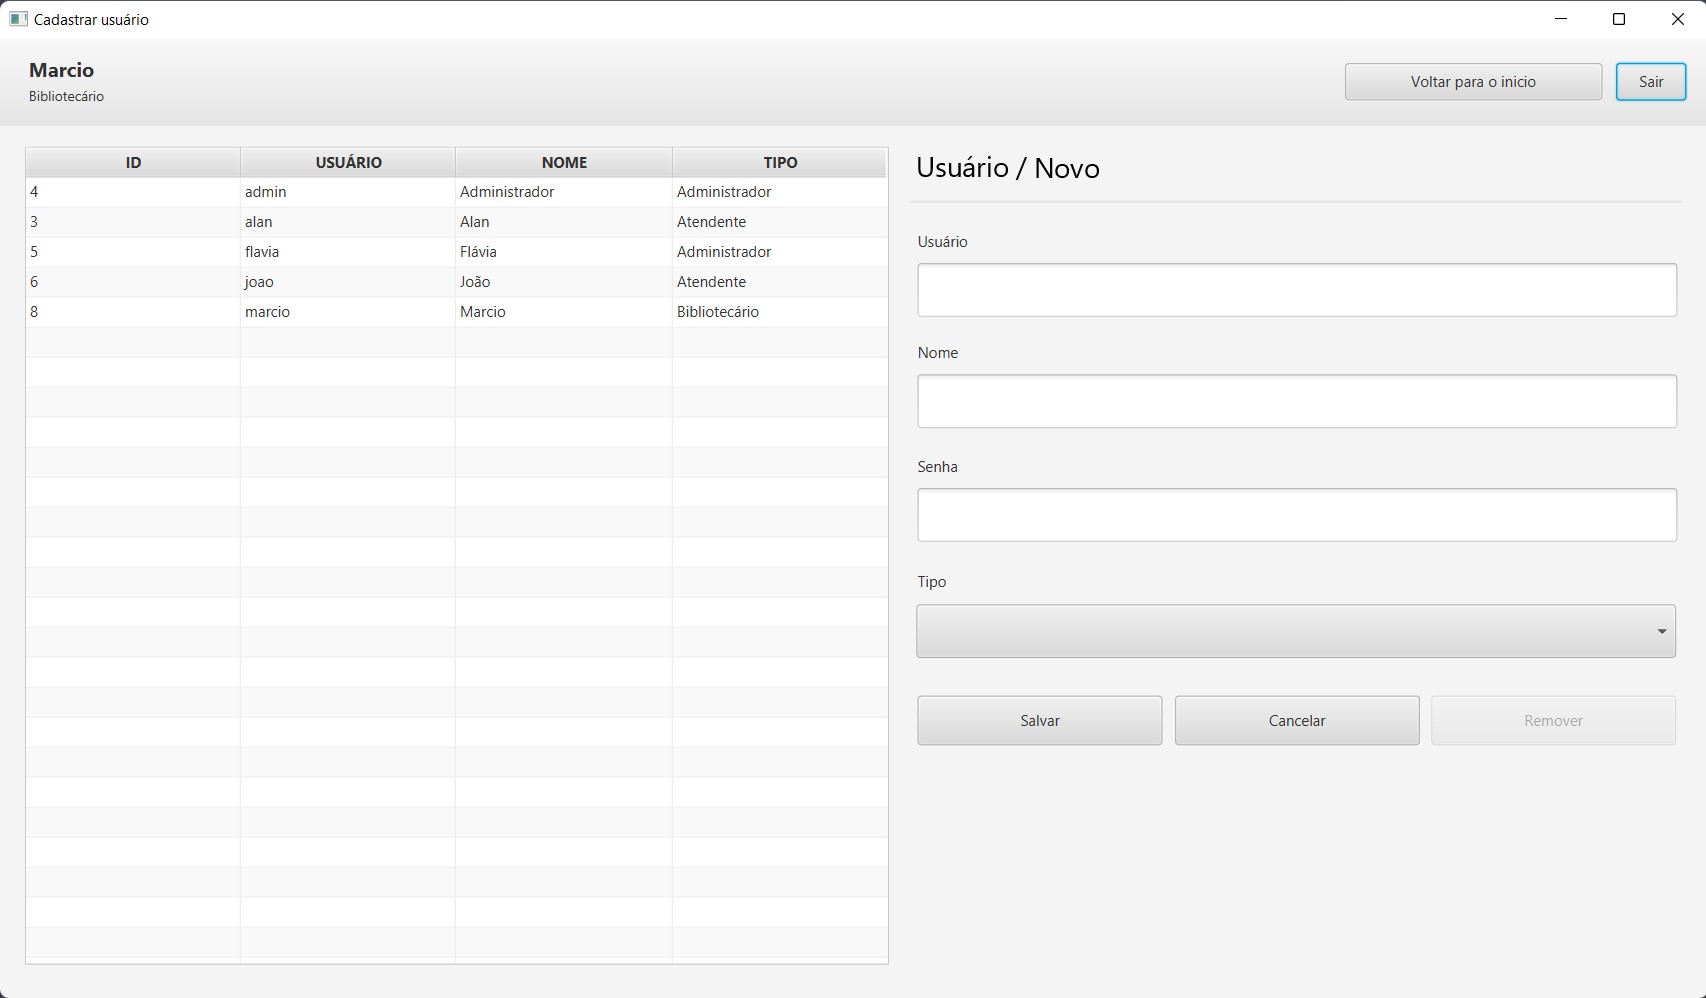 Cadastrar usuário
Marcio
Bibliotecário
Voltar para o inicio
Sair
ID USUÁRIO NOME TIPO
4 admin Administrador Administrador
3 alan Alan Atendente
5 flavia Flávia Administrador
6 joao João Atendente
8 marcio Marcio Bibliotecário
Usuário / Novo
Usuário
Nome
Senha
Tipo
Salvar Cancelar Remover